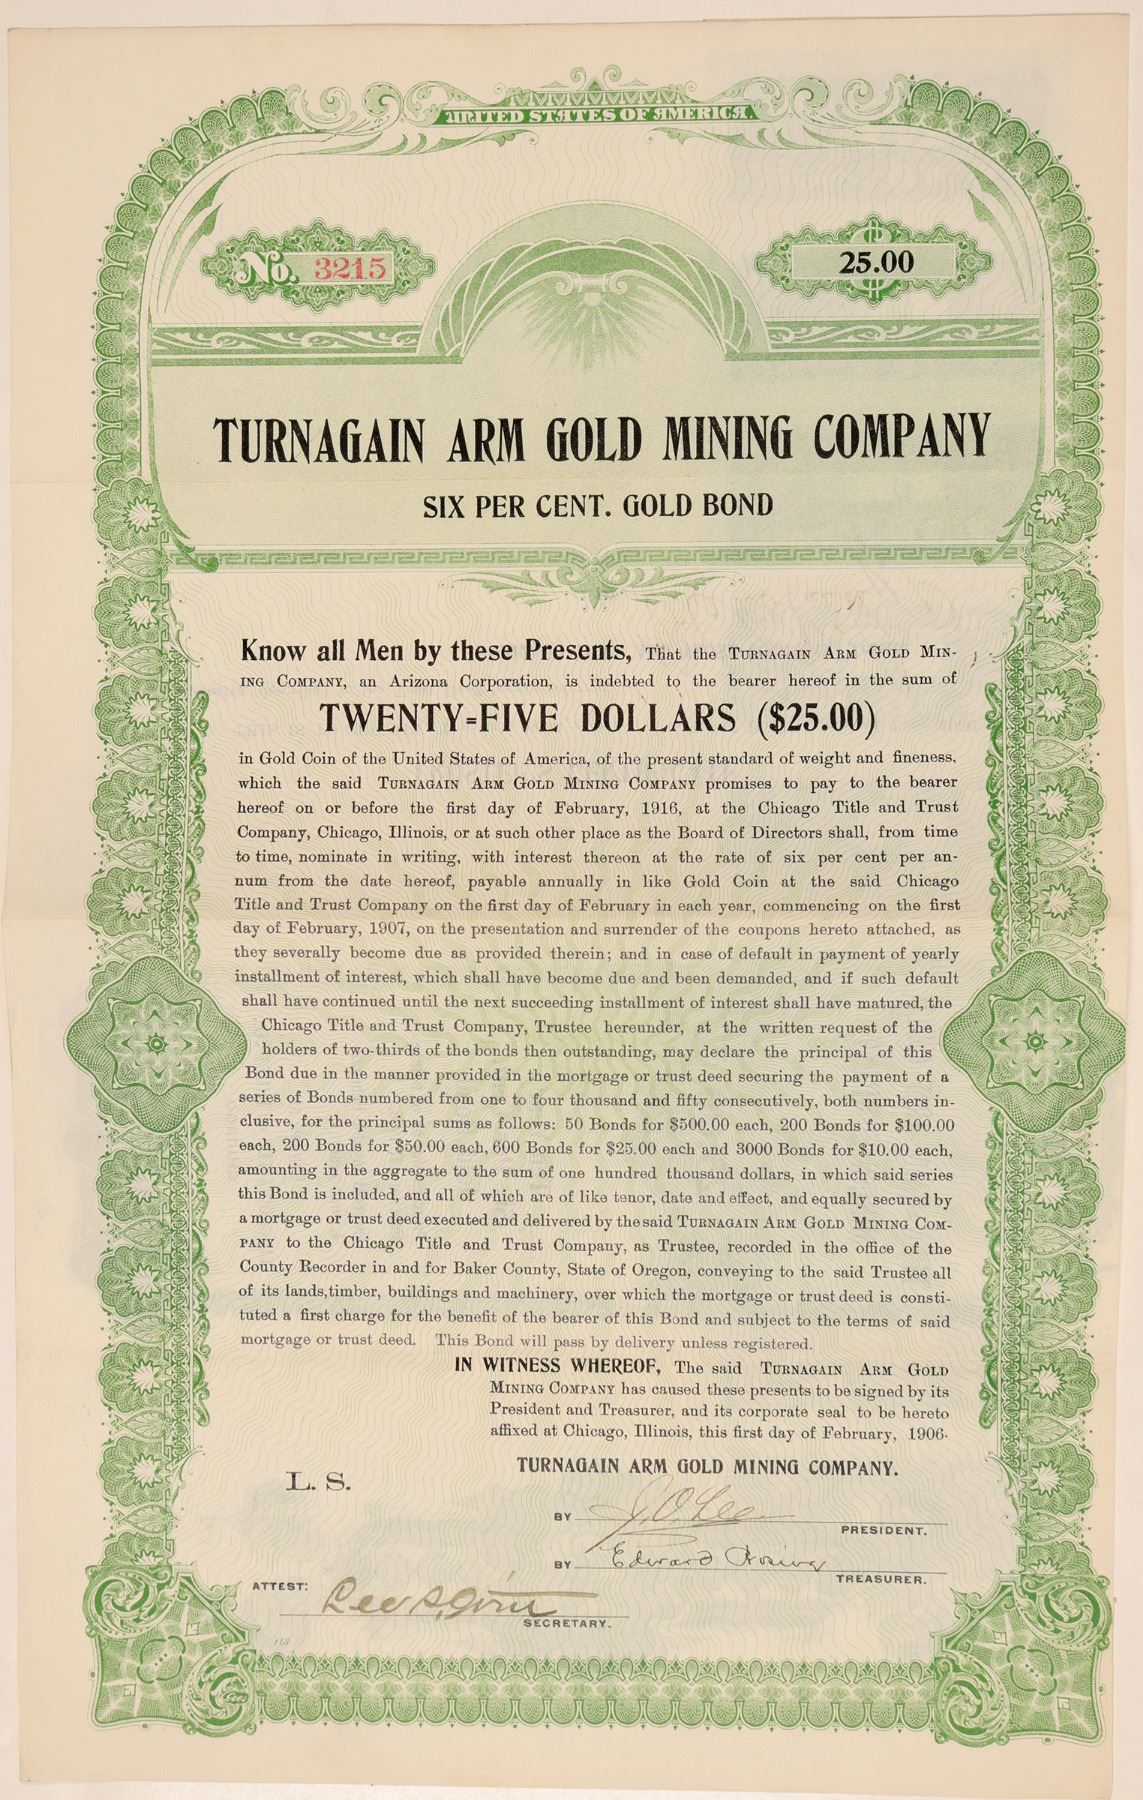 UNITED STATES OF AMERICA.
No. 3215
25.00
TURNAGAIN ARM GOLD MINING COMPANY
SIX PER CENT. GOLD BOND
Know all Men by these Presents, That the Turnagain Arm Gold Min-
ing Company, an Arizona Corporation, is indebted to the bearer hereof in the sum of
TWENTY=FIVE DOLLARS ($25.00)
in Gold Coin of the United States of America, of the present standard of weight and fineness,
which the said Turnagain Arm Gold Mining Company promises to pay to the bearer
hereof on or before the first day of February, 1916, at the Chicago Title and Trust
Company, Chicago, Illinois, or at such other place as the Board of Directors shall, from time
to time, nominate in writing, with interest thereon at the rate of six per cent per an-
num from the date hereof, payable annually in like Gold Coin at the said Chicago
Title and Trust Company on the first day of February in each year, commencing on the first
day of February, 1907, on the presentation and surrender of the coupons hereto attached, as
they severally become due as provided therein; and in case of default in payment of yearly
installment of interest, which shall have become due and been demanded, and if such default
shall have continued until the next succeeding installment of interest shall have matured, the
Chicago Title and Trust Company, Trustee hereunder, at the written request of the
holders of two-thirds of the bonds then outstanding, may declare the principal of this
Bond due in the manner provided in the mortgage or trust deed securing the payment of a
series of Bonds numbered from one to four thousand and fifty consecutively, both numbers in-
clusive, for the principal sums as follows: 50 Bonds for $500.00 each, 200 Bonds for $100.00
each, 200 Bonds for $50.00 each, 600 Bonds for $25.00 each and 3000 Bonds for $10.00 each,
amounting in the aggregate to the sum of one hundred thousand dollars, in which said series
this Bond is included, and all of which are of like tenor, date and effect, and equally secured by
a mortgage or trust deed executed and delivered by the said Turnagain Arm Gold Mining Com-
pany to the Chicago Title and Trust Company, as Trustee, recorded in the office of the
County Recorder in and for Baker County, State of Oregon, conveying to the said Trustee all
of its lands, timber, buildings and machinery, over which the mortgage or trust deed is consti-
tuted a first charge for the benefit of the bearer of this Bond and subject to the terms of said
mortgage or trust deed. This Bond will pass by delivery unless registered.
IN WITNESS WHEREOF, The said Turnagain Arm Gold
Mining Company has caused these presents to be signed by its
President and Treasurer, and its corporate seal to be hereto
affixed at Chicago, Illinois, this first day of February, 1906.
TURNAGAIN ARM GOLD MINING COMPANY.
L. S.
BY J. O. Lee
PRESIDENT.
BY Edward Rosing
TREASURER.
ATTEST: Leo S.
SECRETARY.